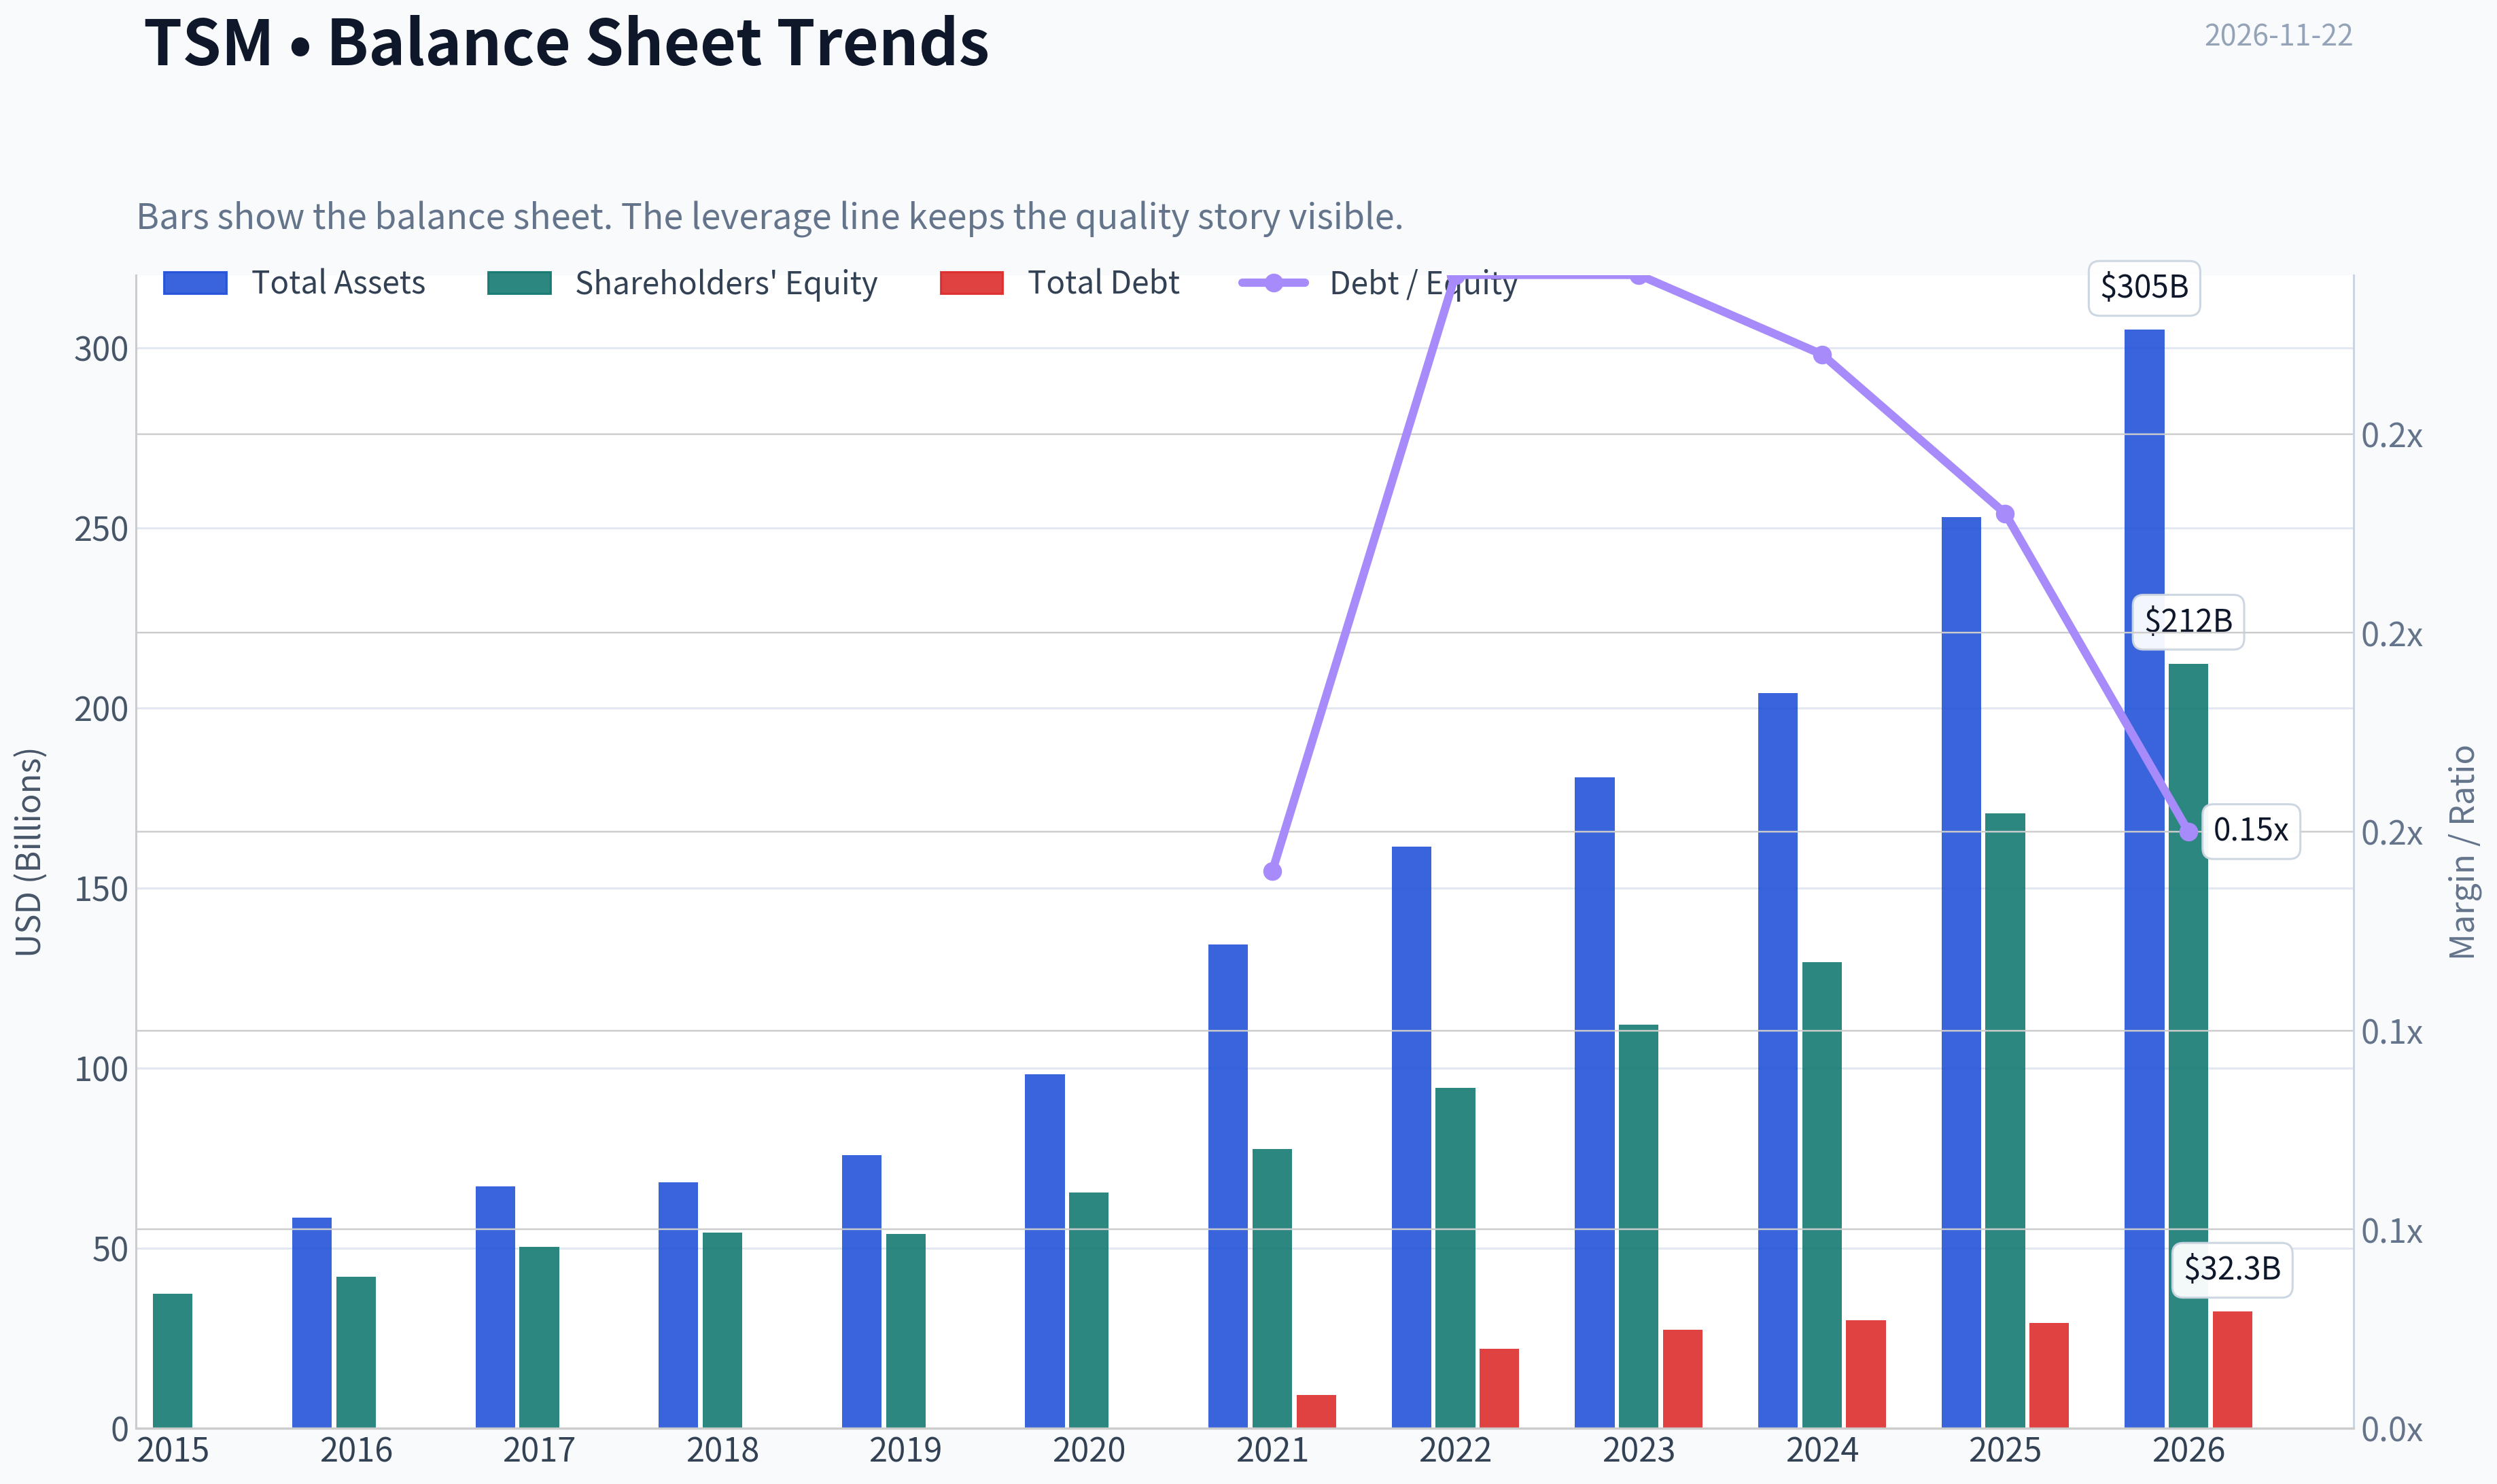 TSM • Balance Sheet Trends
2026-11-22
Bars show the balance sheet. The leverage line keeps the quality story visible.
Total Assets
Shareholders' Equity
Total Debt
Debt / Equity
USD (Billions)
300
250
200
150
100
50
0
$305B
$212B
0.15x
$32.3B
0.2x
0.2x
0.2x
0.1x
0.1x
0.0x
Margin / Ratio
2015 2016 2017 2018 2019 2020 2021 2022 2023 2024 2025 2026